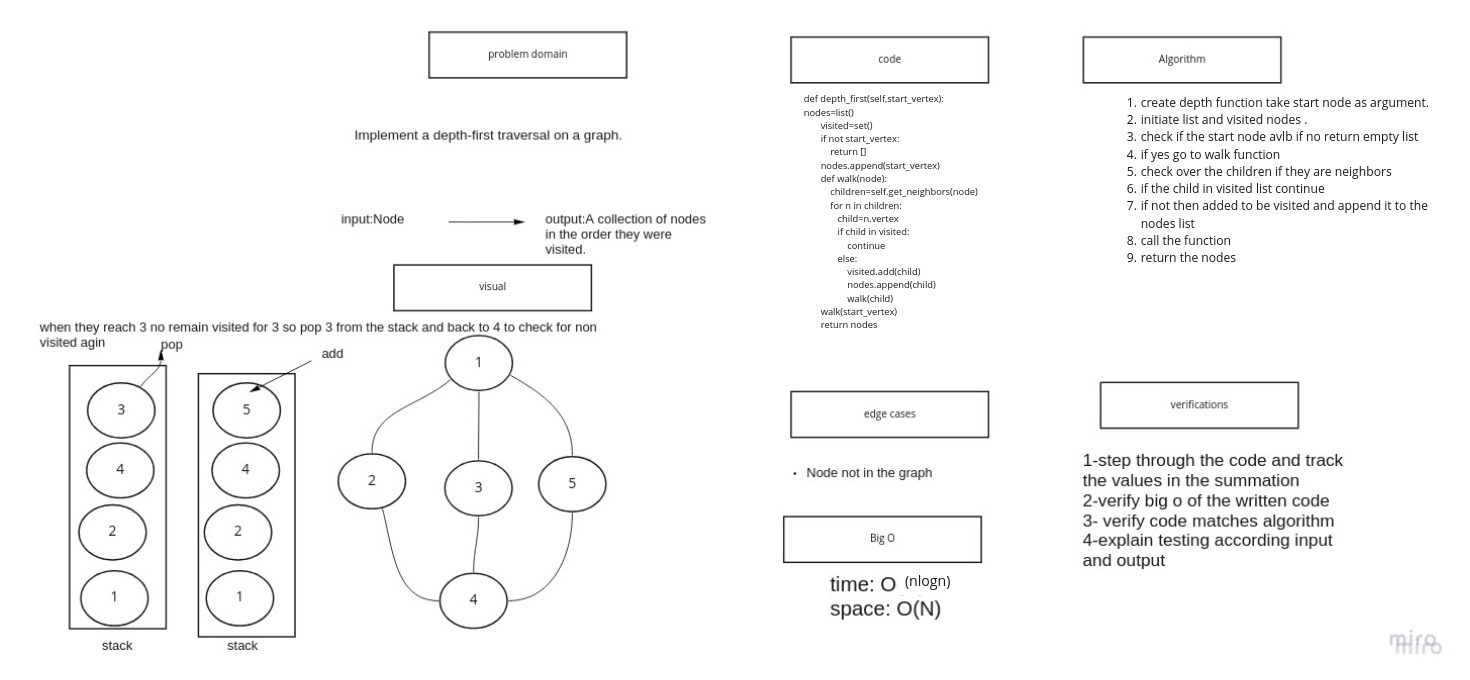 problem domain
Implement a depth-first traversal on a graph.
input:Node
output:A collection of nodes
in the order they were
visited.
visual
when they reach 3 no remain visited for 3 so pop 3 from the stack and back to 4 to check for non
visited agin
pop
add
3
4
2
1
stack
5
4
2
1
stack
1
2
3
5
4
code
def depth_first(self,start_vertex):
nodes=list()
visited=set()
if not start_vertex:
return []
nodes.append(start_vertex)
def walk(node):
children=self.get_neighbors(node)
for n in children:
child=n.vertex
if child in visited:
continue
else:
visited.add(child)
nodes.append(child)
walk(child)
walk(start_vertex)
return nodes
edge cases
• Node not in the graph
Big O
time: O (nlogn)
space: O(N)
Algorithm
1. create depth function take start node as argument.
2. initiate list and visited nodes .
3. check if the start node avlb if no return empty list
4. if yes go to walk function
5. check over the children if they are neighbors
6. if the child in visited list continue
7. if not then added to be visited and append it to the
nodes list
8. call the function
9. return the nodes
verifications
1-step through the code and track
the values in the summation
2-verify big o of the written code
3- verify code matches algorithm
4-explain testing according input
and output
miro
miro